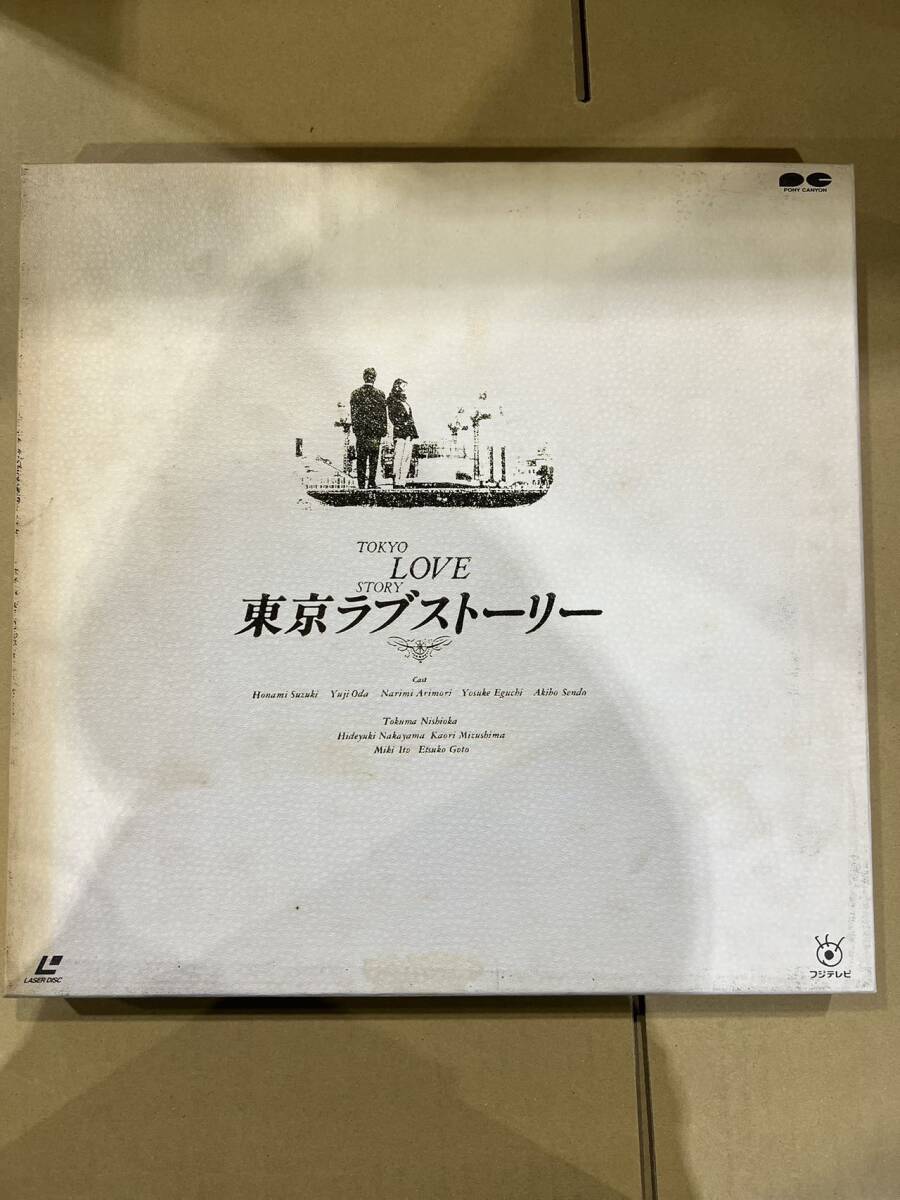 PONY CANYON
TOKYO
LOVE
STORY
東京ラブストーリー
Cast
Honami Suzuki Yuji Oda Narimi Arimori Yosuke Eguchi Akiho Sendo
Tokuma Nishioka
Hideyuki Nakayama Kaori Mizushima
Miki Ito Etsuko Goto
LASER DISC
フジテレビ